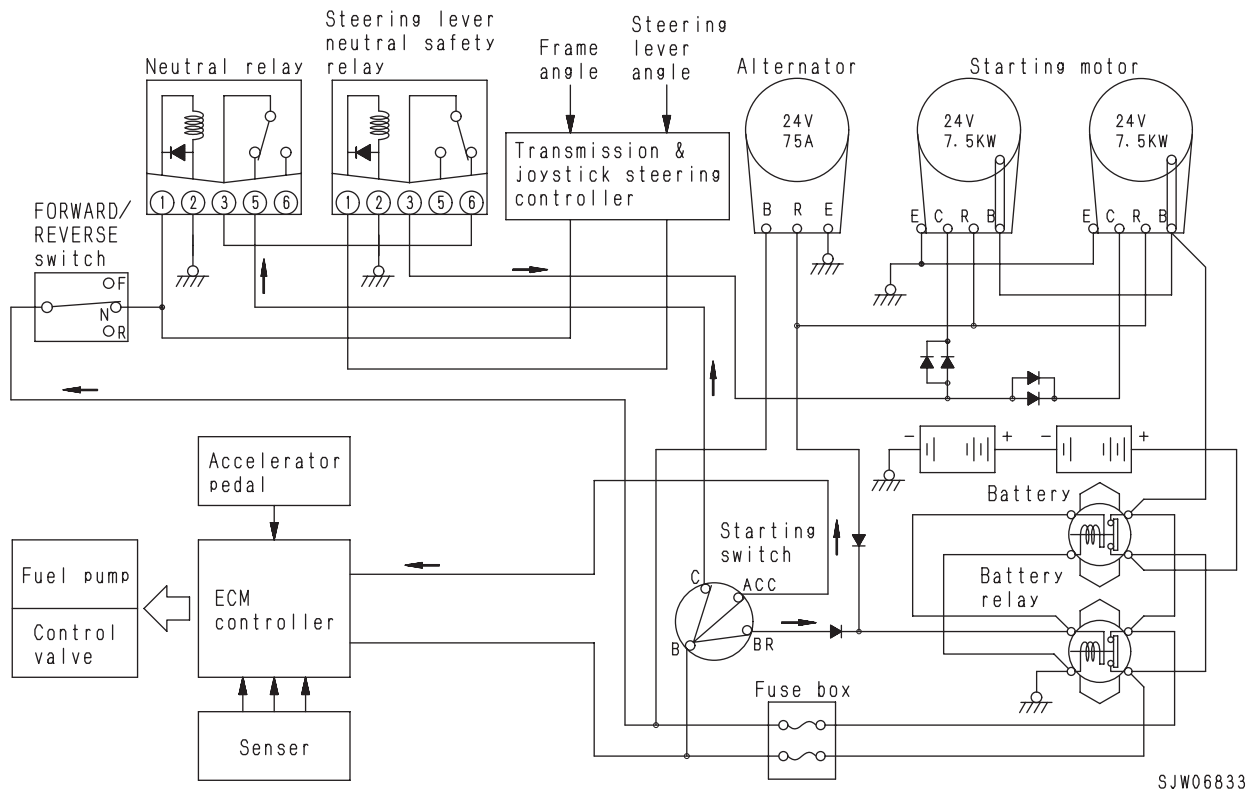 Steering lever
neutral safety
relay
Neutral relay
Frame
angle
Steering
lever
angle
Alternator
Starting motor
24V
75A
24V
7.5KW
24V
7.5KW
Transmission &
joystick steering
controller
1 2 3 5 6
1 2 3 5 6
B R E
E C R B
E C R B
FORWARD/
REVERSE
switch
F
N
R
- + - +
Battery
Accelerator
pedal
Starting
switch
C
ACC
B
BR
Battery
relay
Fuel pump
Control
valve
ECM
controller
Fuse box
Senser
SJW06833